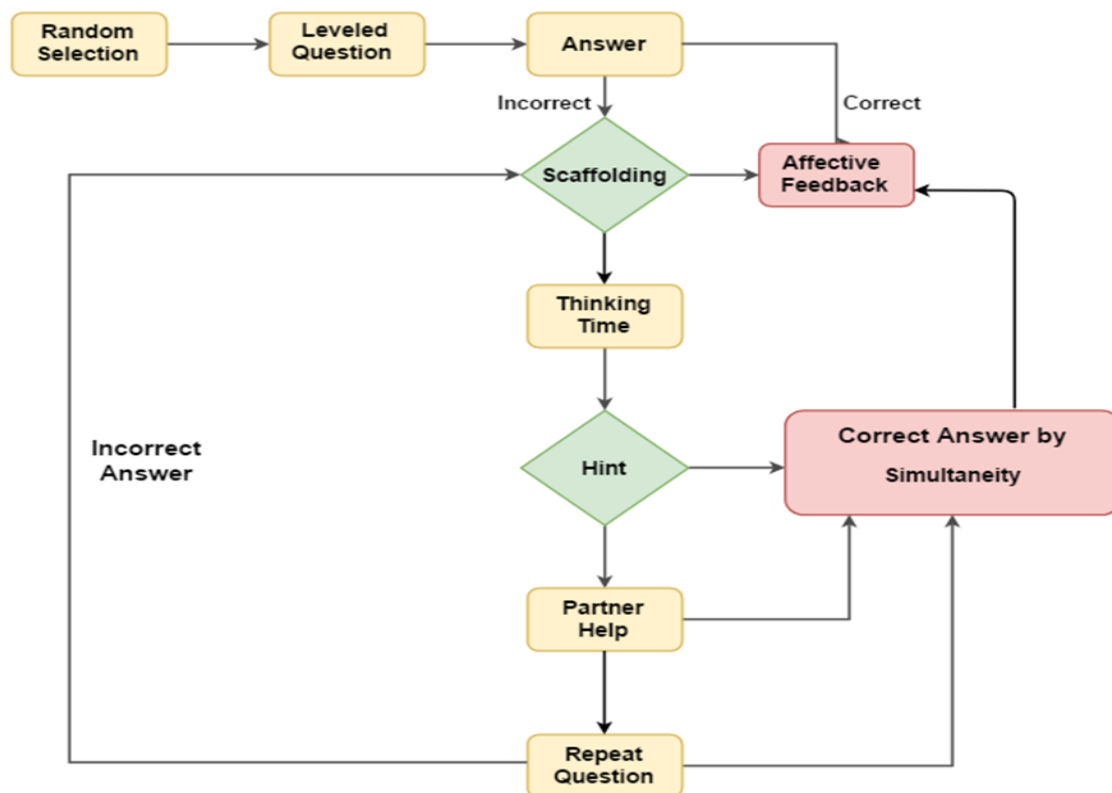 Random
Selection
Leveled
Question
Answer
Incorrect
Correct
Scaffolding
Affective
Feedback
Thinking
Time
Incorrect
Answer
Hint
Correct Answer by
Simultaneity
Partner
Help
Repeat
Question